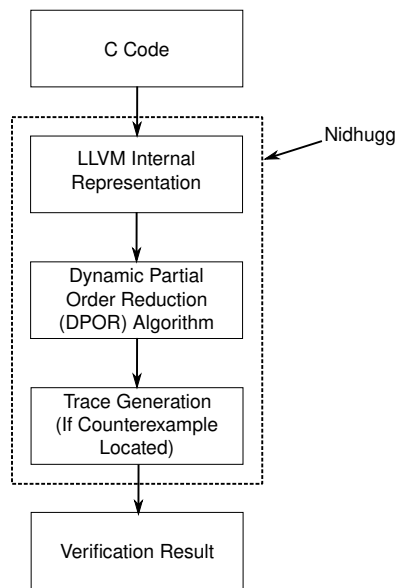 C Code
Nidhugg
LLVM Internal
Representation
Dynamic Partial
Order Reduction
(DPOR) Algorithm
Trace Generation
(If Counterexample
Located)
Verification Result